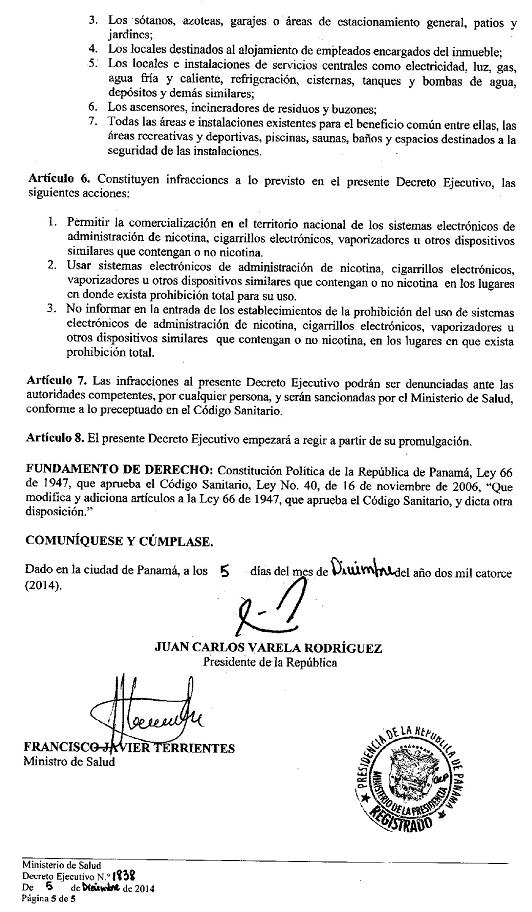 3. Los sótanos, azoteas, garajes o áreas de estacionamiento general, patios y
jardines;
4. Los locales destinados al alojamiento de empleados encargados del inmueble;
5. Los locales e instalaciones de servicios centrales como electricidad, luz, gas,
agua fría y caliente, refrigeración, cisternas, tanques y bombas de agua,
depósitos y demás similares;
6. Los ascensores, incineradores de residuos y buzones;
7. Todas las áreas e instalaciones existentes para el beneficio común entre ellas, las
áreas recreativas y deportivas, piscinas, saunas, baños y espacios destinados a la
seguridad de las instalaciones.
Artículo 6. Constituyen infracciones a lo previsto en el presente Decreto Ejecutivo, las
siguientes acciones:
1. Permitir la comercialización en el territorio nacional de los sistemas electrónicos de
administración de nicotina, cigarrillos electrónicos, vaporizadores u otros dispositivos
similares que contengan o no nicotina.
2. Usar sistemas electrónicos de administración de nicotina, cigarrillos electrónicos,
vaporizadores u otros dispositivos similares que contengan o no nicotina en los lugares
en donde exista prohibición total para su uso.
3. No informar en la entrada de los establecimientos de la prohibición del uso de sistemas
electrónicos de administración de nicotina, cigarrillos electrónicos, vaporizadores u
otros dispositivos similares que contengan o no nicotina, en los lugares en que exista
prohibición total.
Artículo 7. Las infracciones al presente Decreto Ejecutivo podrán ser denunciadas ante las
autoridades competentes, por cualquier persona, y serán sancionadas por el Ministerio de Salud,
conforme a lo preceptuado en el Código Sanitario.
Artículo 8. El presente Decreto Ejecutivo empezará a regir a partir de su promulgación.
FUNDAMENTO DE DERECHO: Constitución Política de la República de Panamá, Ley 66
de 1947, que aprueba el Código Sanitario, Ley No. 40, de 16 de noviembre de 2006, “Que
modifica y adiciona artículos a la Ley 66 de 1947, que aprueba el Código Sanitario, y dicta otra
disposición.”
COMUNÍQUESE Y CÚMPLASE.
Dado en la ciudad de Panamá, a los 5 días del mes de Diciembre del año dos mil catorce
(2014).
JUAN CARLOS VARELA RODRÍGUEZ
Presidente de la República
FRANCISCO JAVIER TERRIENTES
Ministro de Salud
PRESIDENCIA DE LA REPÚBLICA DE PANAMÁ
MINISTERIO DE LA PRESIDENCIA
REGISTRADO
Ministerio de Salud
Decreto Ejecutivo N.º 1838
De 5 de Diciembre de 2014
Página 5 de 5